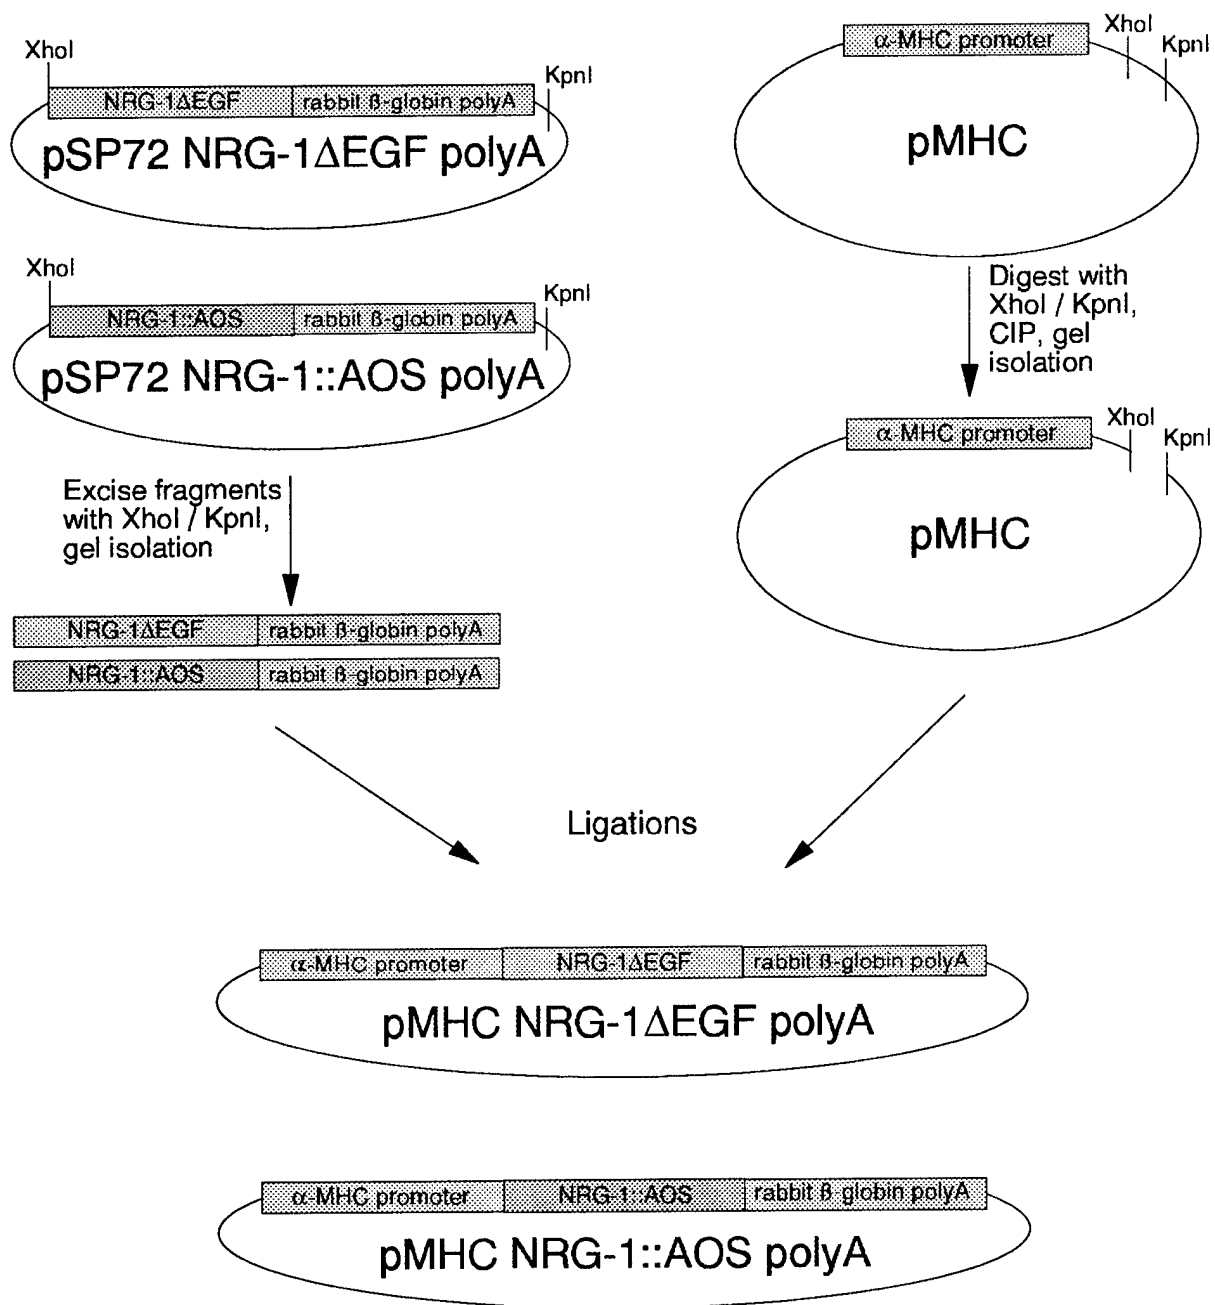 XhoI
KpnI
NRG-1ΔEGF
rabbit ß-globin polyA
pSP72 NRG-1ΔEGF polyA
XhoI
KpnI
NRG-1::AOS
rabbit ß-globin polyA
pSP72 NRG-1::AOS polyA
Excise fragments
with XhoI / KpnI,
gel isolation
NRG-1ΔEGF
rabbit ß-globin polyA
NRG-1::AOS
rabbit ß-globin polyA
α-MHC promoter
XhoI
KpnI
pMHC
Digest with
XhoI / KpnI,
CIP, gel
isolation
α-MHC promoter
XhoI
KpnI
pMHC
Ligations
α-MHC promoter
NRG-1ΔEGF
rabbit ß-globin polyA
pMHC NRG-1ΔEGF polyA
α-MHC promoter
NRG-1::AOS
rabbit ß-globin polyA
pMHC NRG-1::AOS polyA